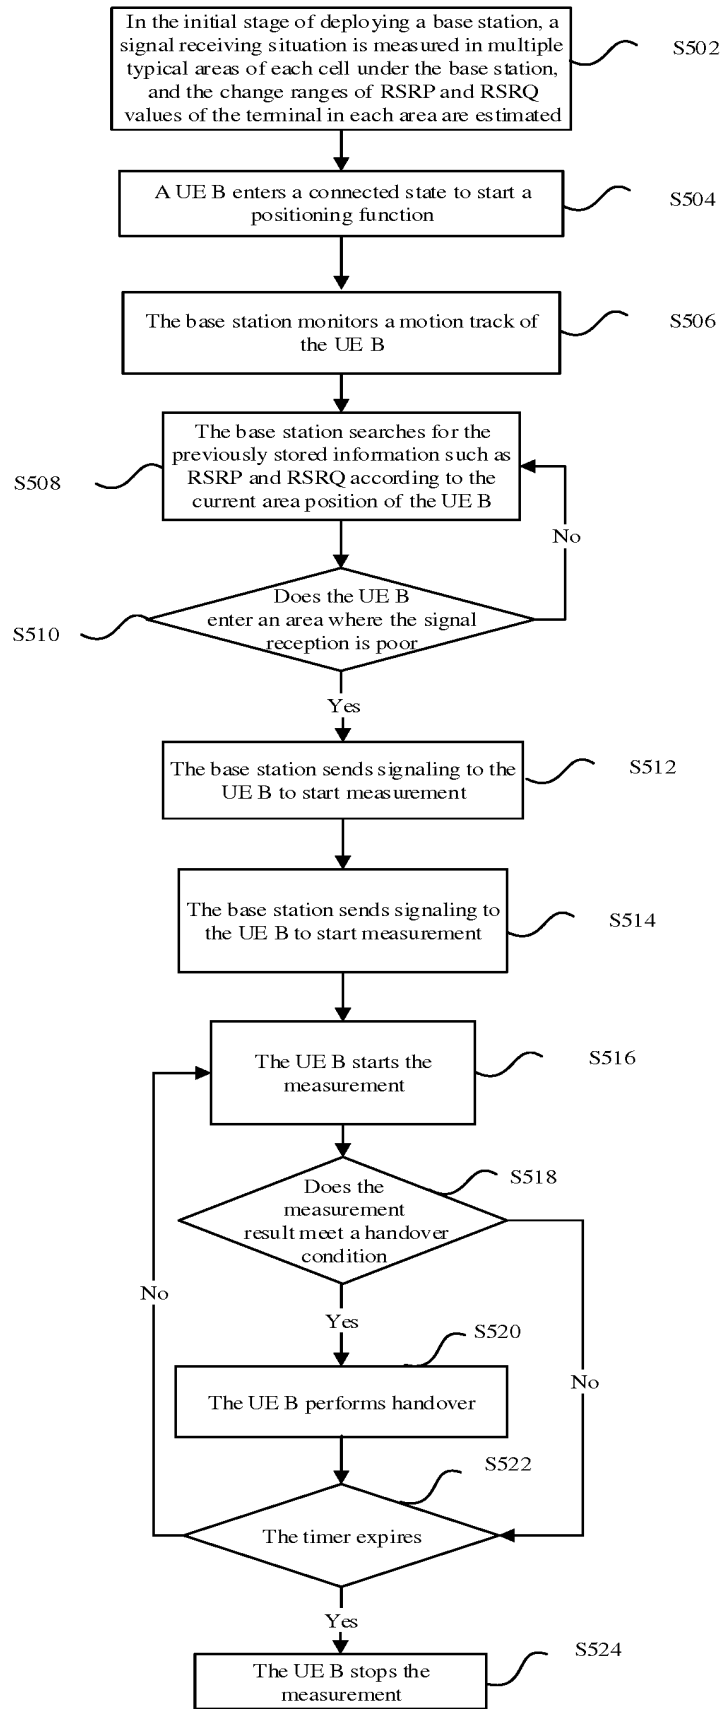 In the initial stage of deploying a base station, a
signal receiving situation is measured in multiple
typical areas of each cell under the base station,
and the change ranges of RSRP and RSRQ
values of the terminal in each area are estimated
S502
A UE B enters a connected state to start a
positioning function
S504
The base station monitors a motion track of
the UE B
S506
The base station searches for the
previously stored information such as
RSRP and RSRQ according to the
current area position of the UE B
S508
No
Does the UE B
enter an area where the signal
reception is poor
S510
Yes
The base station sends signaling to the
UE B to start measurement
S512
The base station sends signaling to
the UE B to start measurement
S514
The UE B starts the
measurement
S516
Does the
measurement
result meet a handover
condition
S518
No
Yes
S520
The UE B performs handover
No
S522
The timer expires
Yes
S524
The UE B stops the
measurement